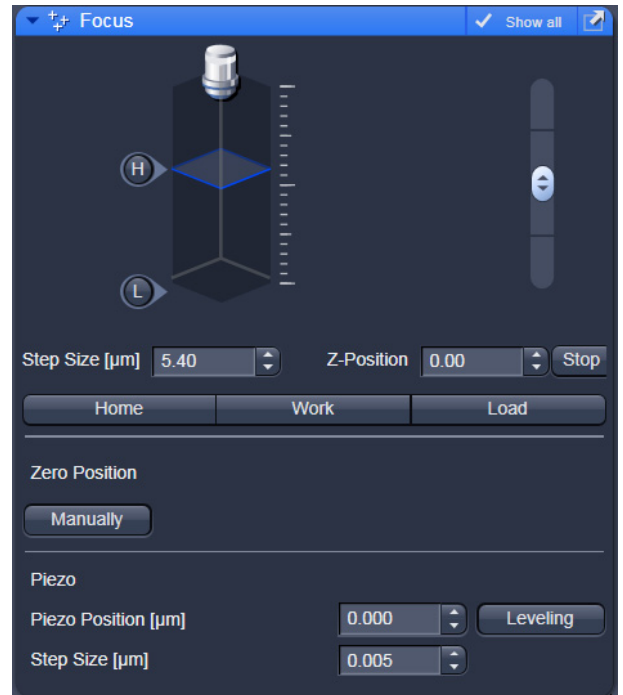 Focus Show all
H
L
Step Size [µm] 5.40 Z-Position 0.00 Stop
Home Work Load
Zero Position
Manually
Piezo
Piezo Position [µm] 0.000 Leveling
Step Size [µm] 0.005